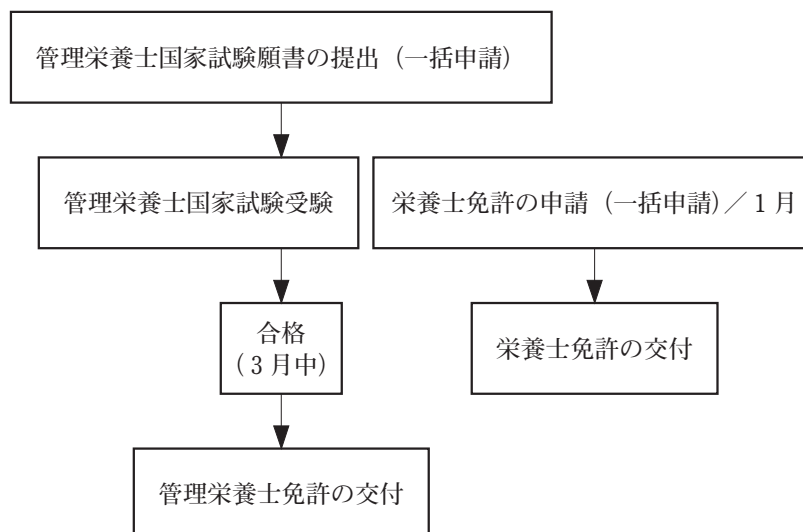 管理栄養士国家試験願書の提出（一括申請）
管理栄養士国家試験受験
栄養士免許の申請（一括申請）／1月
合格
（3月中）
栄養士免許の交付
管理栄養士免許の交付